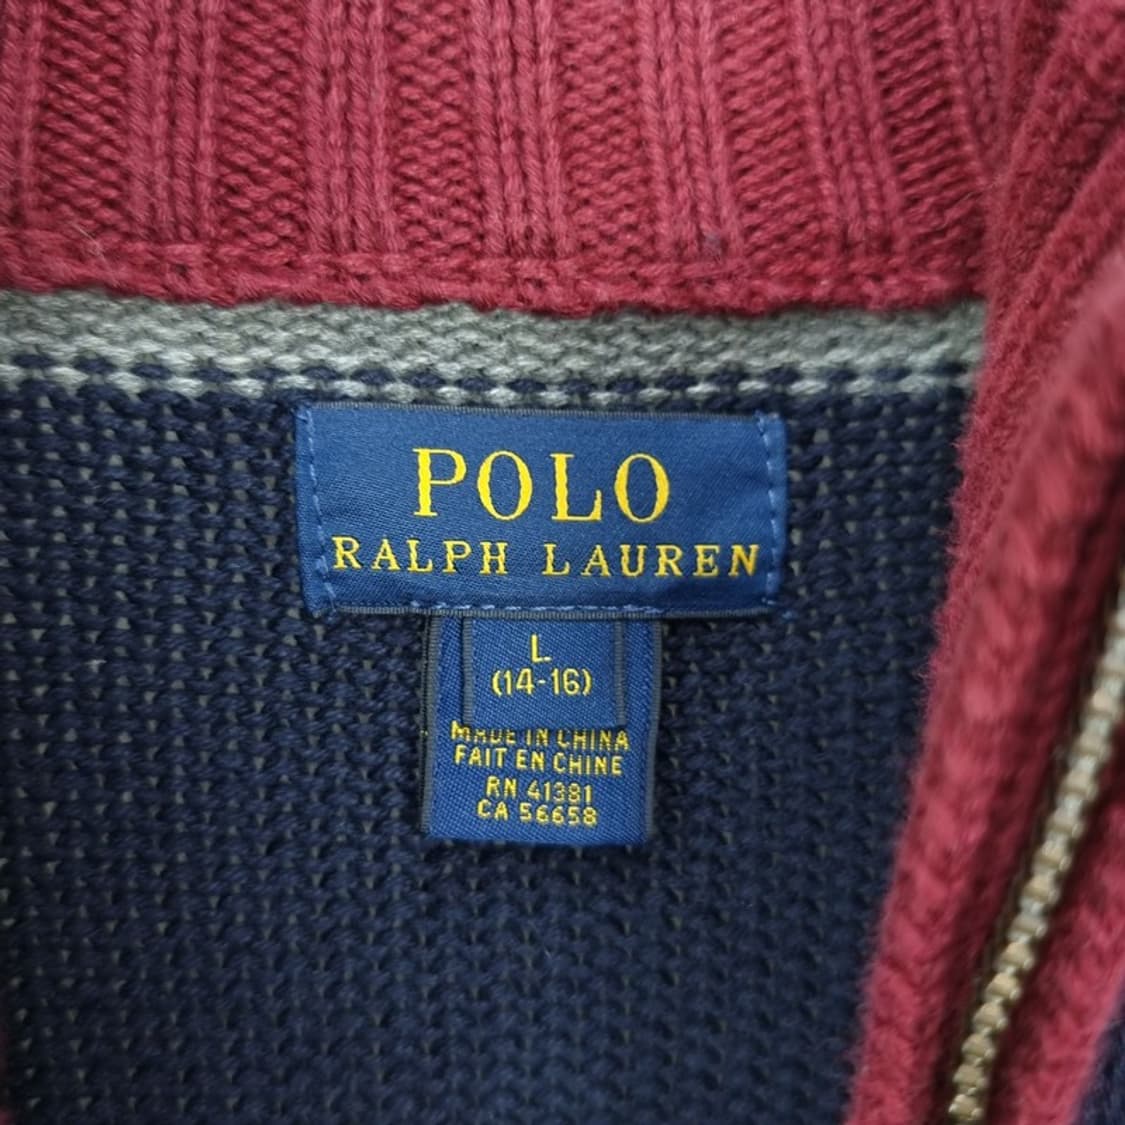 POLO
RALPH LAUREN
L
(14-16)
MADE IN CHINA
FAIT EN CHINE
RN 41381
CA 56658